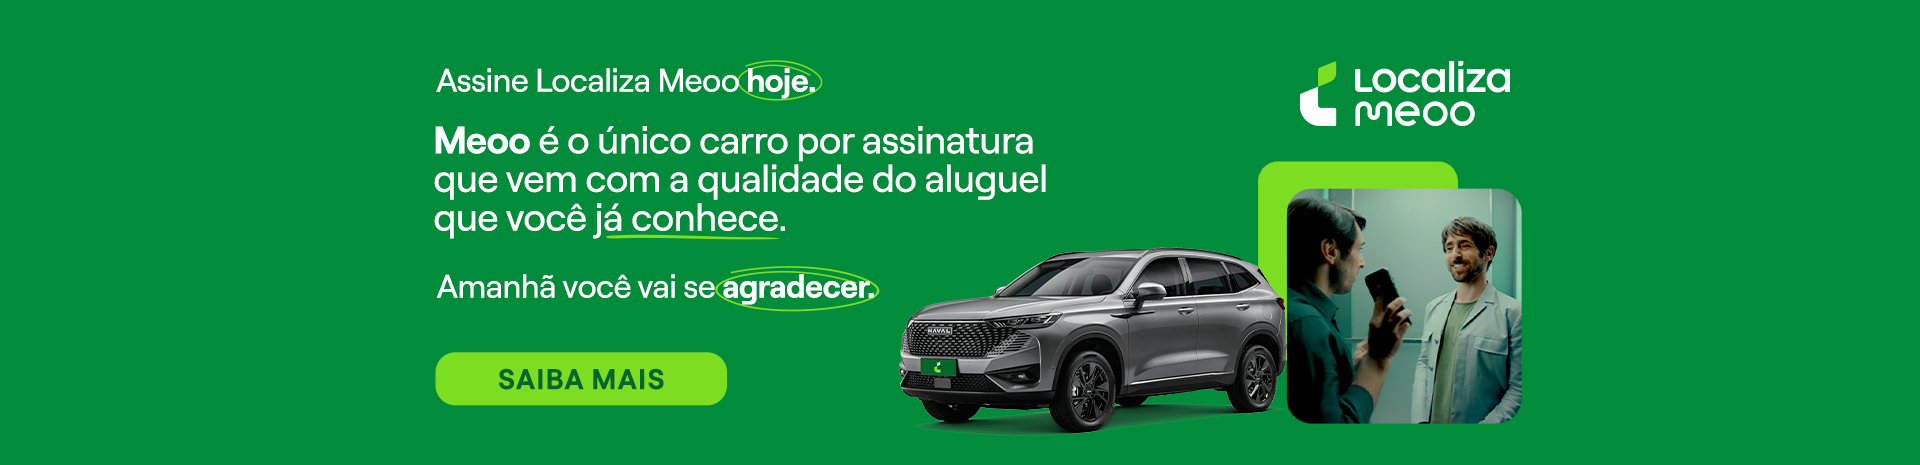 Assine Localiza Meoo hoje.
Meoo é o único carro por assinatura
que vem com a qualidade do aluguel
que você já conhece.
Amanhã você vai se agradecer.
SAIBA MAIS
Localiza
meoo
HAVAL